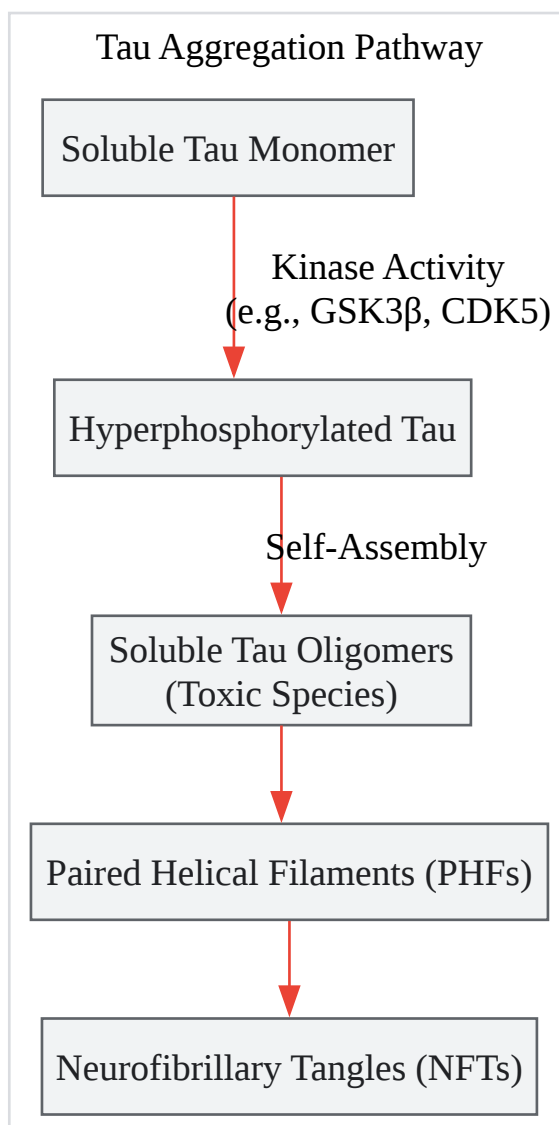 Tau Aggregation Pathway
Soluble Tau Monomer
Kinase Activity
(e.g., GSK3β, CDK5)
Hyperphosphorylated Tau
Self-Assembly
Soluble Tau Oligomers
(Toxic Species)
Paired Helical Filaments (PHFs)
Neurofibrillary Tangles (NFTs)